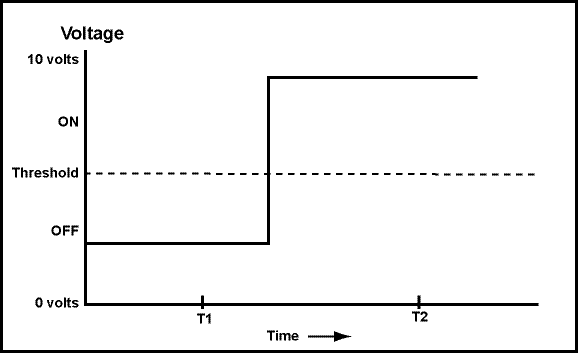 Voltage
10 volts
ON
Threshold
OFF
0 volts
T1
T2
Time